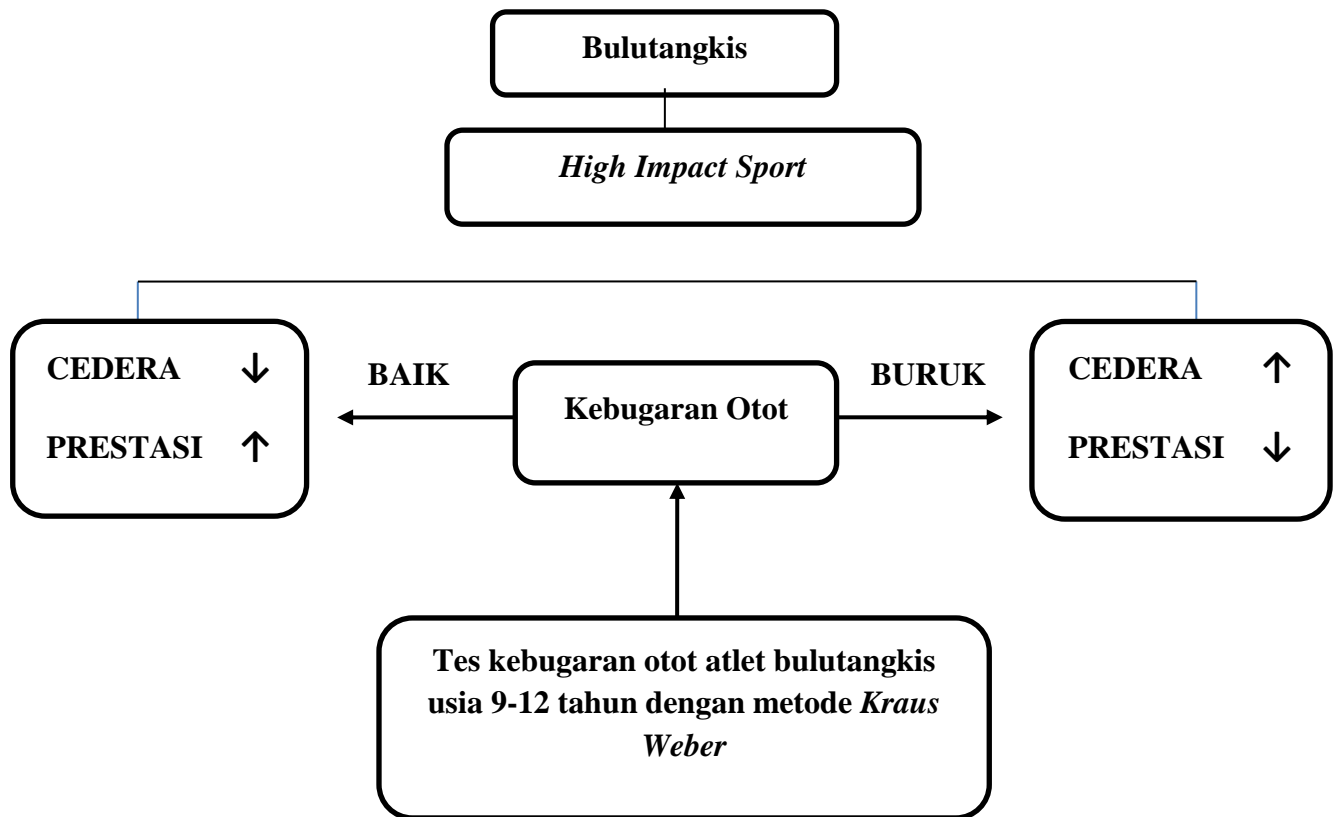 Bulutangkis
High Impact Sport
CEDERA ↓
PRESTASI ↑
BAIK
Kebugaran Otot
BURUK
CEDERA ↑
PRESTASI ↓
Tes kebugaran otot atlet bulutangkis
usia 9-12 tahun dengan metode Kraus
Weber